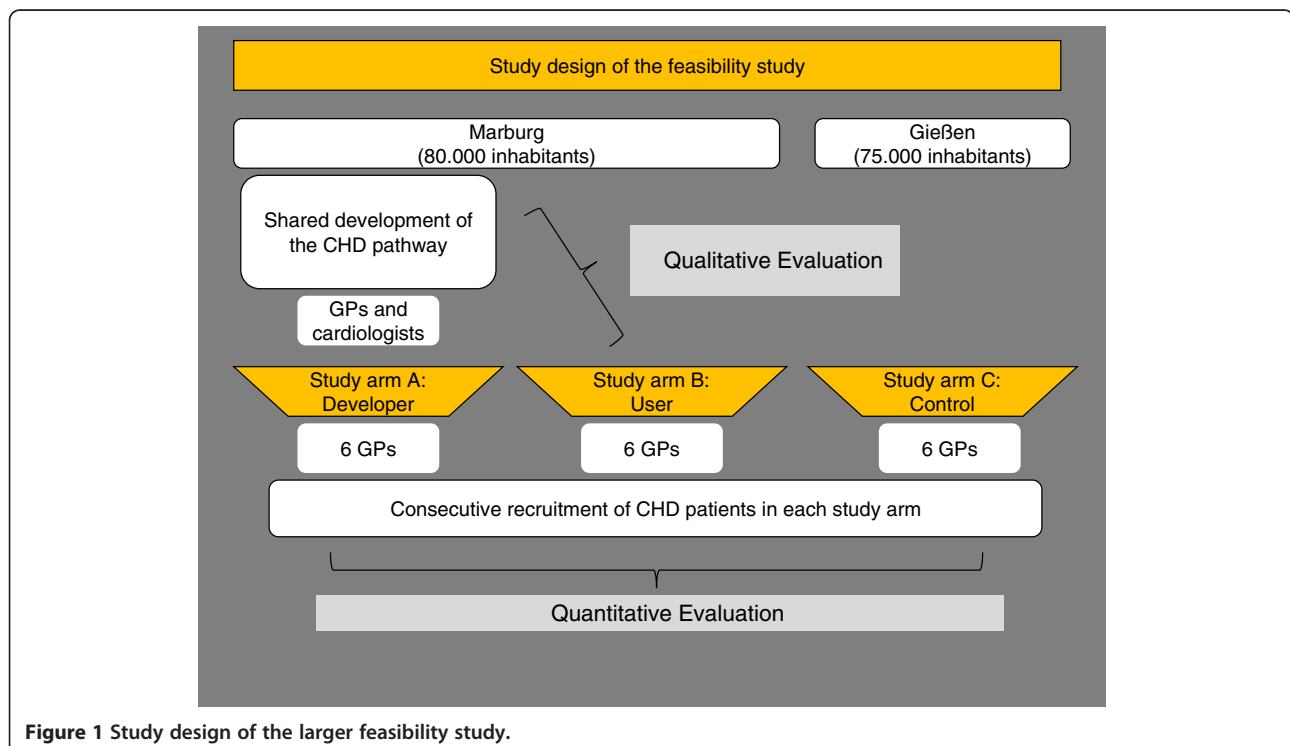 Study design of the feasibility study
Marburg
(80.000 inhabitants)
Gießen
(75.000 inhabitants)
Shared development of
the CHD pathway
Qualitative Evaluation
GPs and
cardiologists
Study arm A:
Developer
Study arm B:
User
Study arm C:
Control
6 GPs
6 GPs
6 GPs
Consecutive recruitment of CHD patients in each study arm
Quantitative Evaluation
Figure 1 Study design of the larger feasibility study.